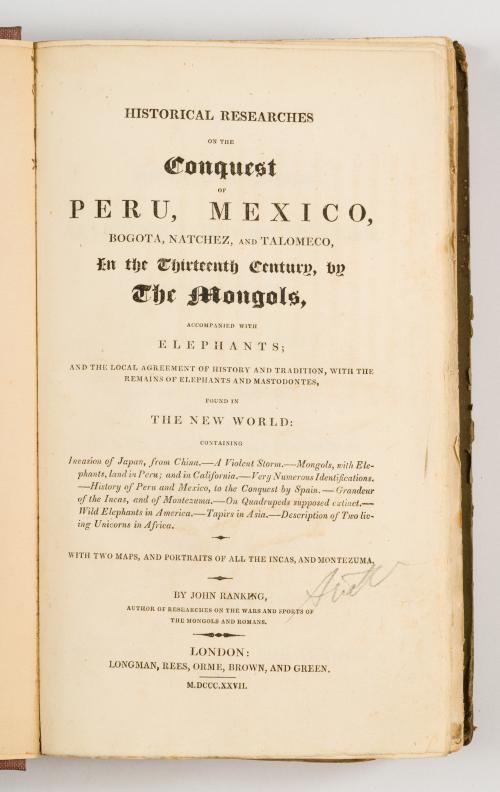 HISTORICAL RESEARCHES
ON THE
Conquest
OF
PERU, MEXICO,
BOGOTA, NATCHEZ, AND TALOMECO,
In the Thirteenth Century, by
The Mongols,
ACCOMPANIED WITH
ELEPHANTS;
AND THE LOCAL AGREEMENT OF HISTORY AND TRADITION, WITH THE
REMAINS OF ELEPHANTS AND MASTODONTES,
FOUND IN
THE NEW WORLD:
CONTAINING
Invasion of Japan, from China.—A Violent Storm.—Mongols, with Ele-
phants, land in Peru; and in California.—Very Numerous Identifications.
—History of Peru and Mexico, to the Conquest by Spain.—Grandeur
of the Incas, and of Montezuma.—On Quadrupeds supposed extinct.—
Wild Elephants in America.—Tapirs in Asia.—Description of Two liv-
ing Unicorns in Africa.
WITH TWO MAPS, AND PORTRAITS OF ALL THE INCAS, AND MONTEZUMA.
BY JOHN RANKING,
AUTHOR OF RESEARCHES ON THE WARS AND SPORTS OF
THE MONGOLS AND ROMANS.
LONDON:
LONGMAN, REES, ORME, BROWN, AND GREEN.
M.DCCC.XXVII.